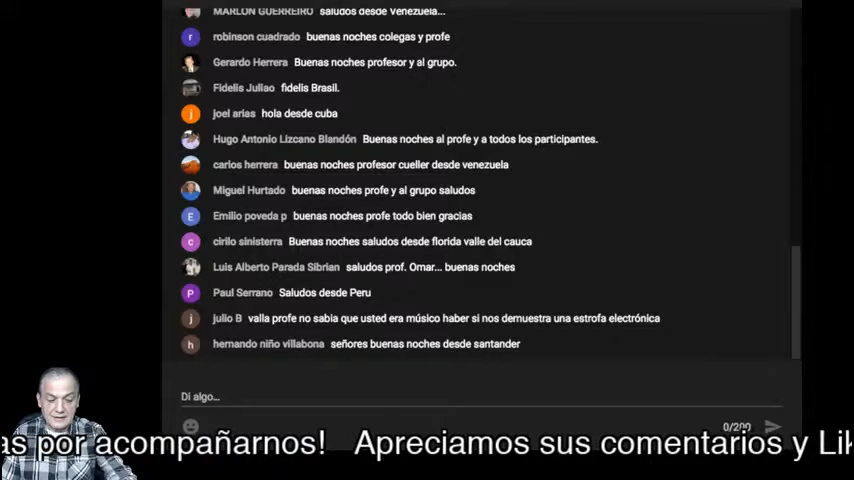 MARLON GUERREIRO saludos desde Venezuela...
robinson cuadrado buenas noches colegas y profe
Gerardo Herrera Buenas noches profesor y al grupo.
Fidelis Juliao fidelis Brasil.
joel arias hola desde cuba
Hugo Antonio Lizcano Blandón Buenas noches al profe y a todos los participantes.
carlos herrera buenas noches profesor cueller desde venezuela
Miguel Hurtado buenas noches profe y al grupo saludos
E Emilio poveda p buenas noches profe todo bien gracias
c cirilo sinisterra Buenas noches saludos desde florida valle del cauca
Luis Alberto Parada Sibrian saludos prof. Omar... buenas noches
P Paul Serrano Saludos desde Peru
j julio B valla profe no sabia que usted era músico haber si nos demuestra una estrofa electrónica
h hernando niño villabona señores buenas noches desde santander
Di algo...
0/200
as por acompañarnos! Apreciamos sus comentarios y Lik